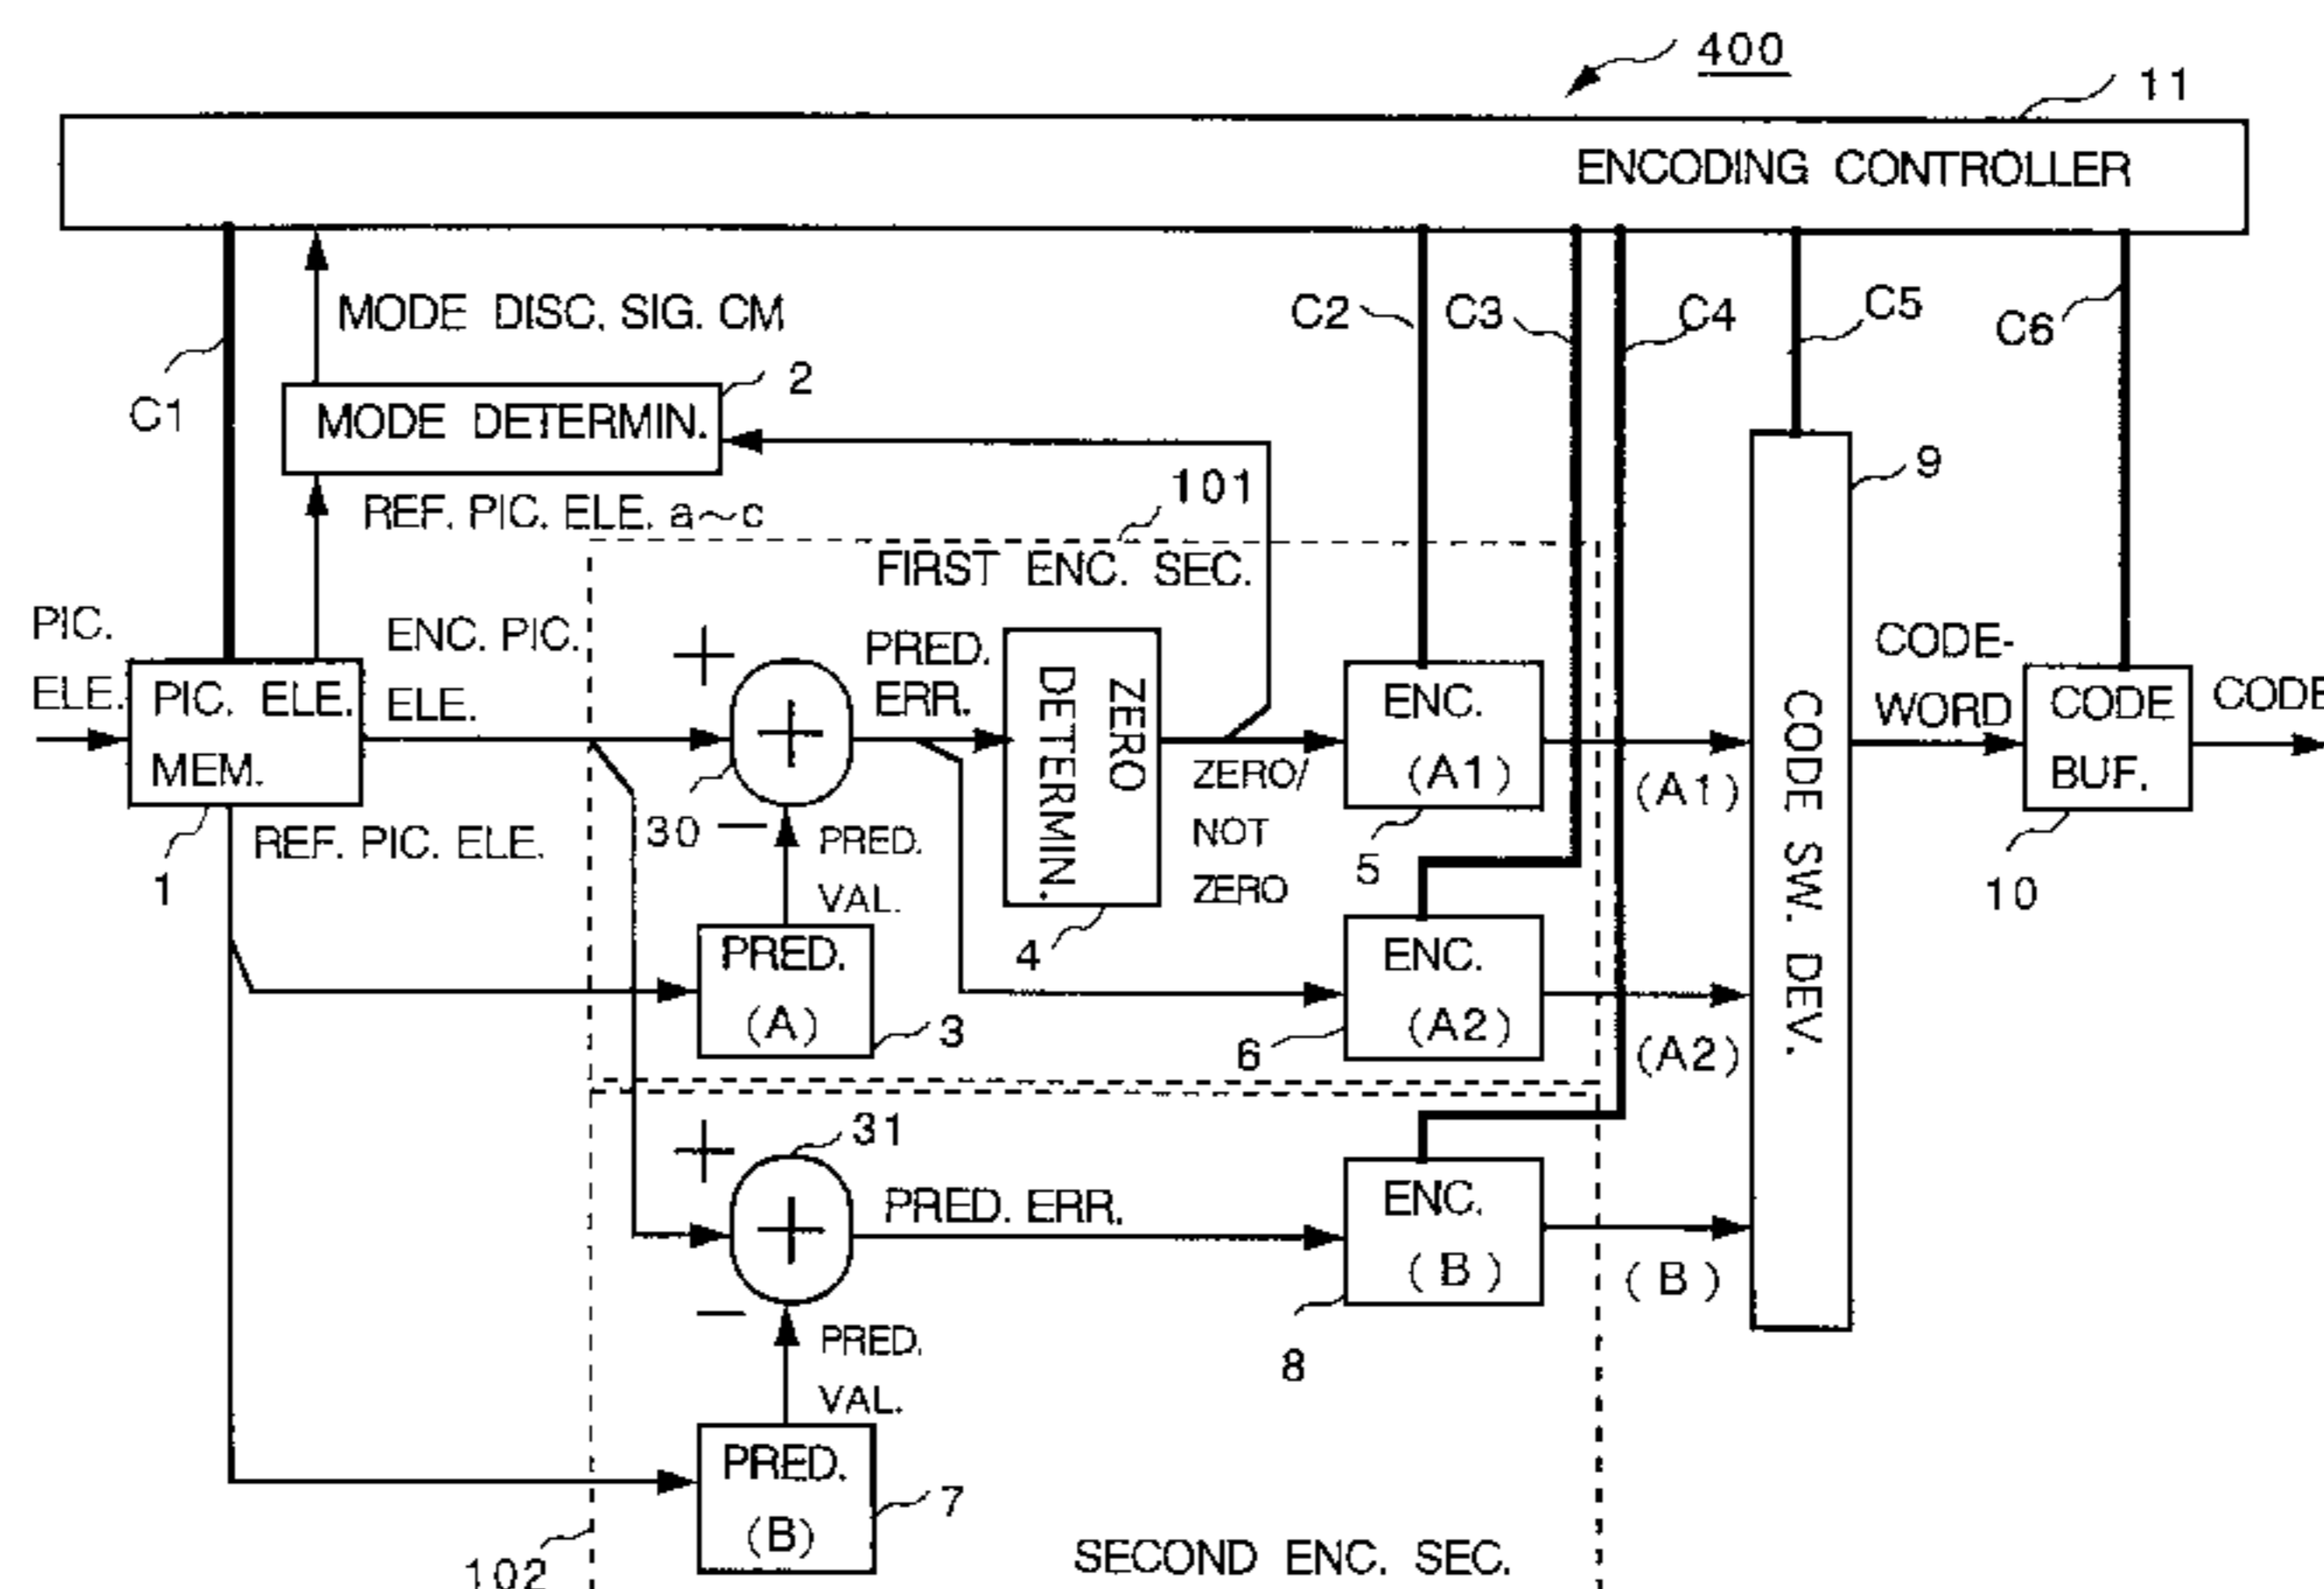 400
11
ENCODING CONTROLLER
MODE DISC. SIG. CM
C1
C2
C3
C4
C5
C6
2
MODE DETERMIN.
REF. PIC. ELE. a~c
101
9
FIRST ENC. SEC.
PIC.
ELE.
PIC. ELE.
MEM.
1
ENC. PIC.
ELE.
REF. PIC. ELE.
+
+
30
−
PRED.
ERR.
PRED.
VAL.
PRED.
(A)
3
ZERO
DETERMIN.
4
ZERO/
NOT
ZERO
ENC.
(A1)
5
(A1)
ENC.
(A2)
6
(A2)
CODE SW. DEV.
CODE-
WORD
CODE
BUF.
10
CODE
+
31
+
−
PRED. ERR.
PRED.
VAL.
PRED.
(B)
7
ENC.
(B)
8
(B)
102
SECOND ENC. SEC.